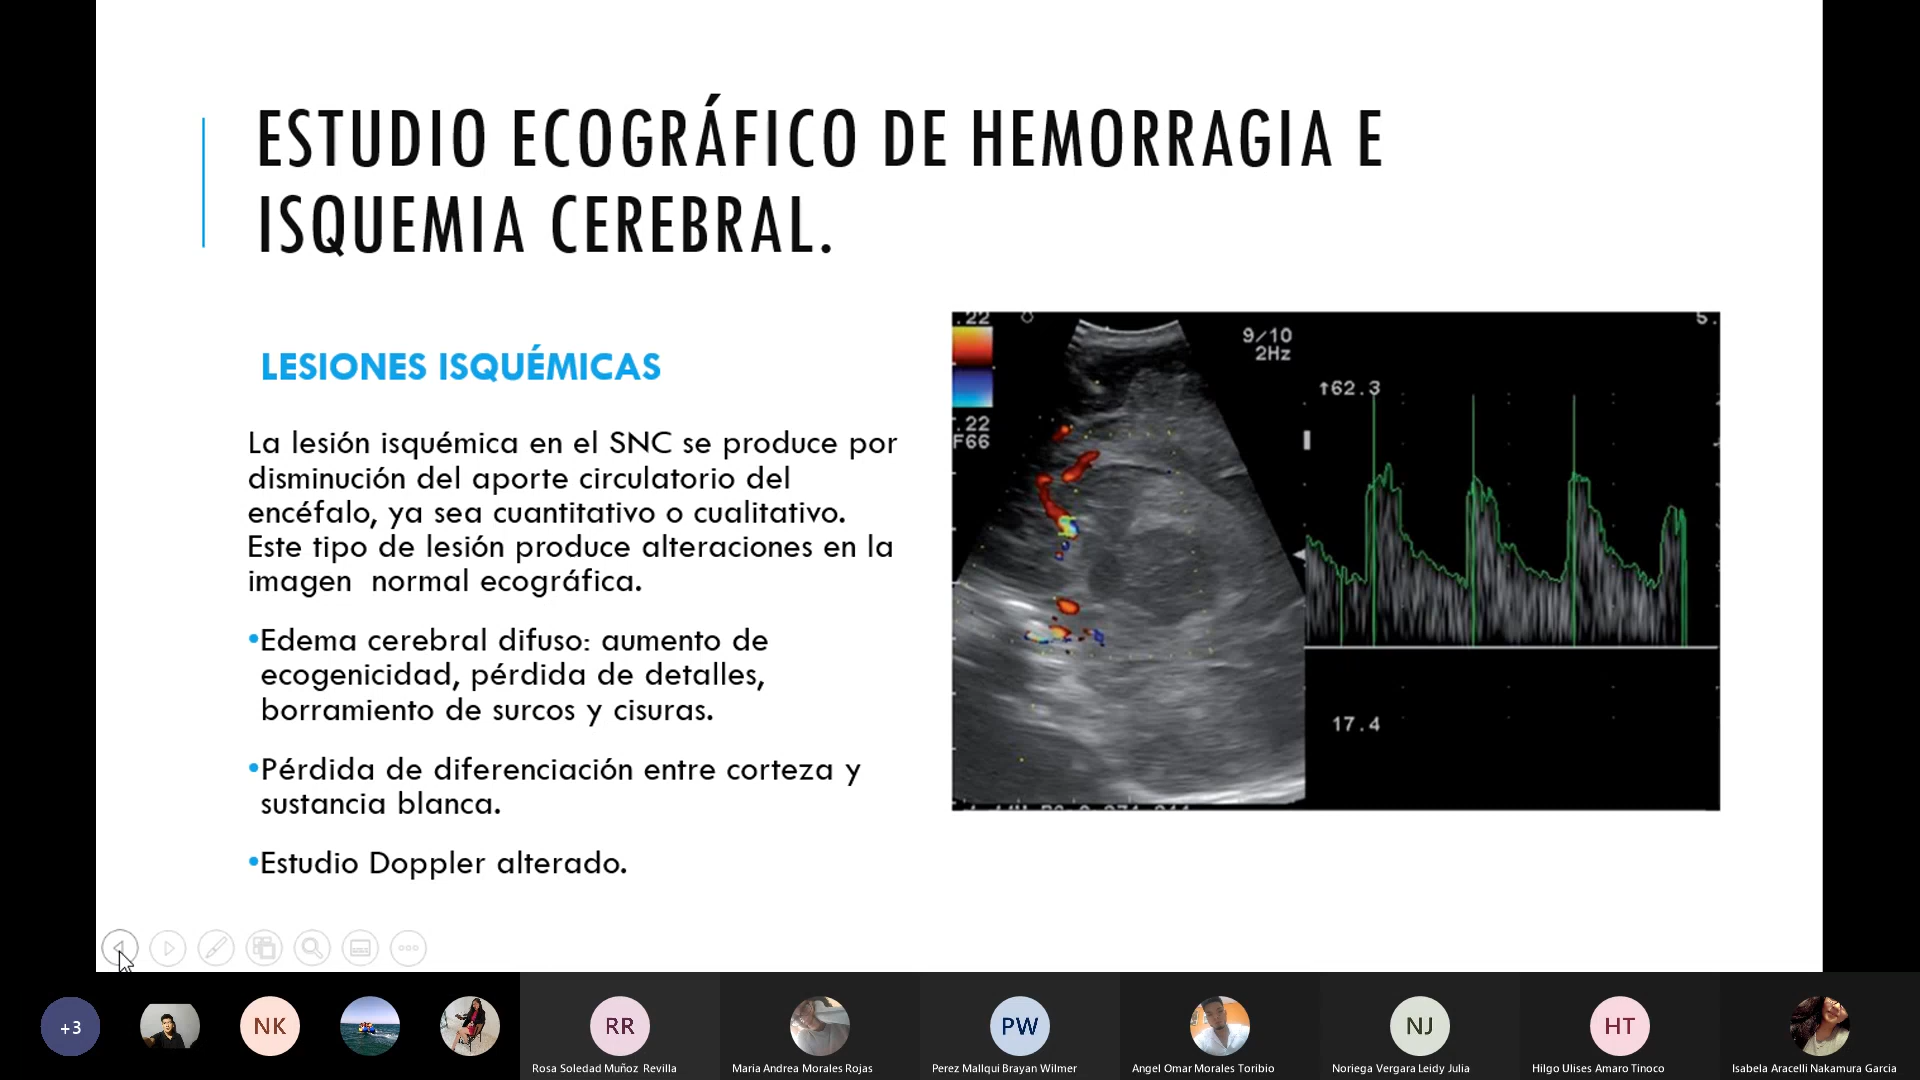 ESTUDIO ECOGRÁFICO DE HEMORRAGIA E
ISQUEMIA CEREBRAL.
LESIONES ISQUÉMICAS
La lesión isquémica en el SNC se produce por
disminución del aporte circulatorio del
encéfalo, ya sea cuantitativo o cualitativo.
Este tipo de lesión produce alteraciones en la
imagen normal ecográfica.
•Edema cerebral difuso: aumento de
ecogenicidad, pérdida de detalles,
borramiento de surcos y cisuras.
•Pérdida de diferenciación entre corteza y
sustancia blanca.
•Estudio Doppler alterado.
.22
9/10
2Hz
5.
↑62.3
.22
F66
17.4
+3
NK
RR
PW
NJ
HT
Rosa Soledad Muñoz Revilla
Maria Andrea Morales Rojas
Perez Mallqui Brayan Wilmer
Angel Omar Morales Toribio
Noriega Vergara Leidy Julia
Hilgo Ulises Amaro Tinoco
Isabela Aracelli Nakamura Garcia